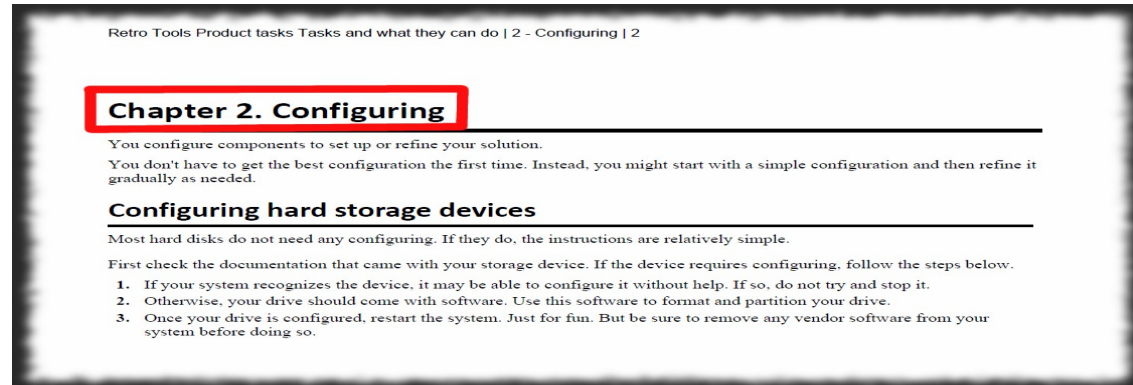 Retro Tools Product tasks Tasks and what they can do | 2 - Configuring | 2
Chapter 2. Configuring
You configure components to set up or refine your solution.
You don't have to get the best configuration the first time. Instead, you might start with a simple configuration and then refine it
gradually as needed.
Configuring hard storage devices
Most hard disks do not need any configuring. If they do, the instructions are relatively simple.
First check the documentation that came with your storage device. If the device requires configuring, follow the steps below.
1. If your system recognizes the device, it may be able to configure it without help. If so, do not try and stop it.
2. Otherwise, your drive should come with software. Use this software to format and partition your drive.
3. Once your drive is configured, restart the system. Just for fun. But be sure to remove any vendor software from your
system before doing so.